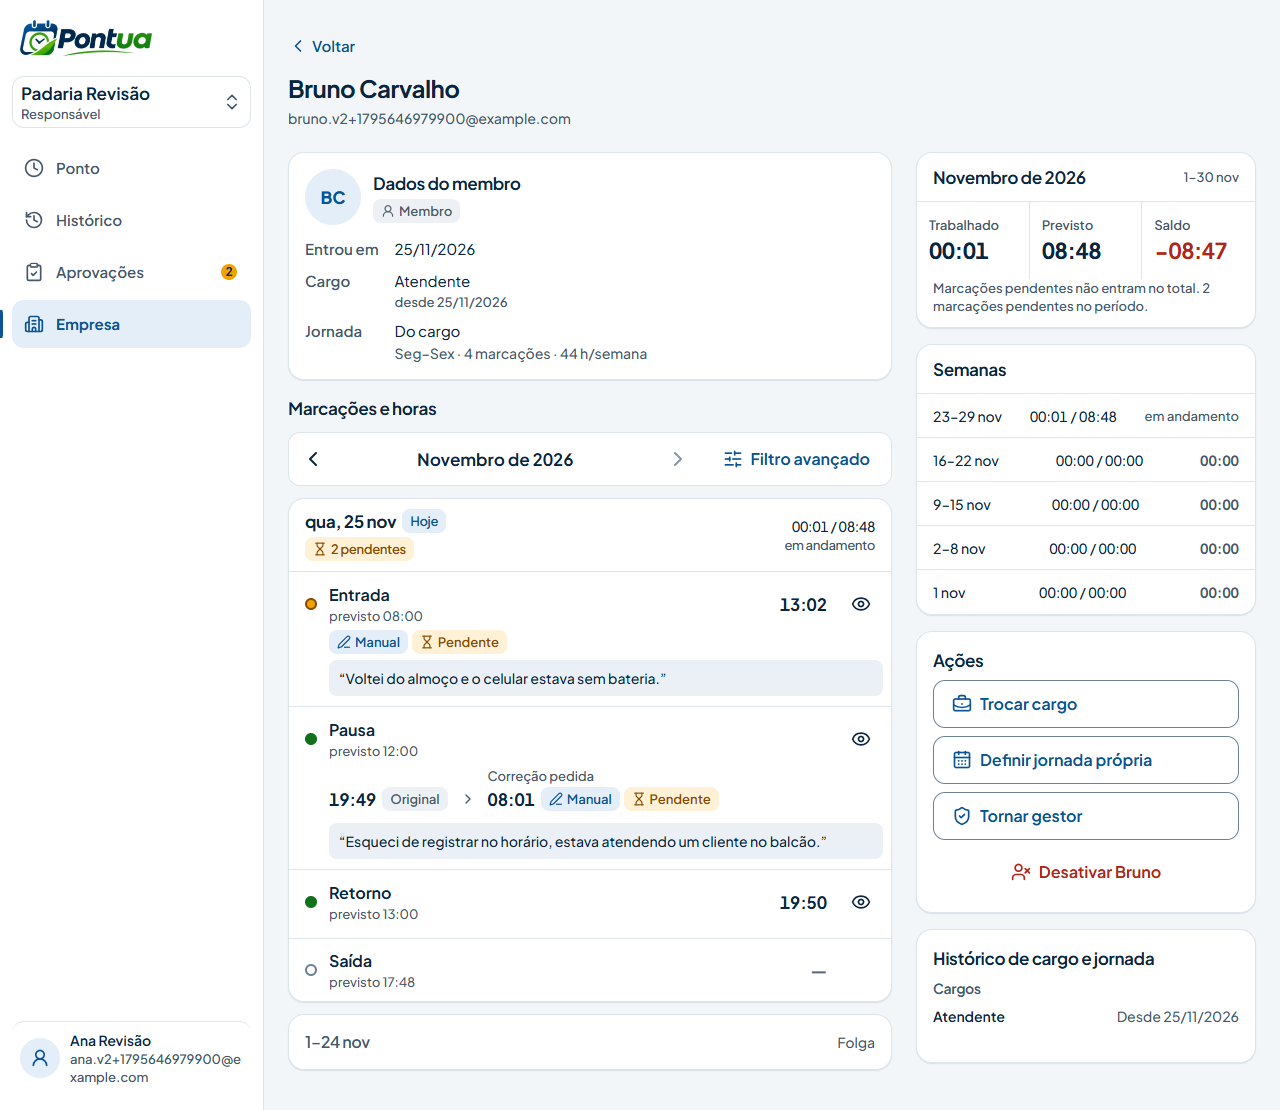 Pontua
Padaria Revisão
Responsável
Ponto
Histórico
Aprovações
2
Empresa
Ana Revisão
ana.v2+1795646979900@e
xample.com
Voltar
Bruno Carvalho
bruno.v2+1795646979900@example.com
BC
Dados do membro
Membro
Entrou em 25/11/2026
Cargo Atendente
desde 25/11/2026
Jornada Do cargo
Seg–Sex · 4 marcações · 44 h/semana
Marcações e horas
Novembro de 2026
Filtro avançado
qua, 25 nov Hoje
2 pendentes
00:01 / 08:48
em andamento
Entrada
previsto 08:00
13:02
Manual Pendente
“Voltei do almoço e o celular estava sem bateria.”
Pausa
previsto 12:00
Correção pedida
19:49 Original 08:01 Manual Pendente
“Esqueci de registrar no horário, estava atendendo um cliente no balcão.”
Retorno
previsto 13:00
19:50
Saída
previsto 17:48
—
1–24 nov Folga
Novembro de 2026 1–30 nov
Trabalhado Previsto Saldo
00:01 08:48 −08:47
Marcações pendentes não entram no total. 2
marcações pendentes no período.
Semanas
23–29 nov 00:01 / 08:48 em andamento
16–22 nov 00:00 / 00:00 00:00
9–15 nov 00:00 / 00:00 00:00
2–8 nov 00:00 / 00:00 00:00
1 nov 00:00 / 00:00 00:00
Ações
Trocar cargo
Definir jornada própria
Tornar gestor
Desativar Bruno
Histórico de cargo e jornada
Cargos
Atendente Desde 25/11/2026